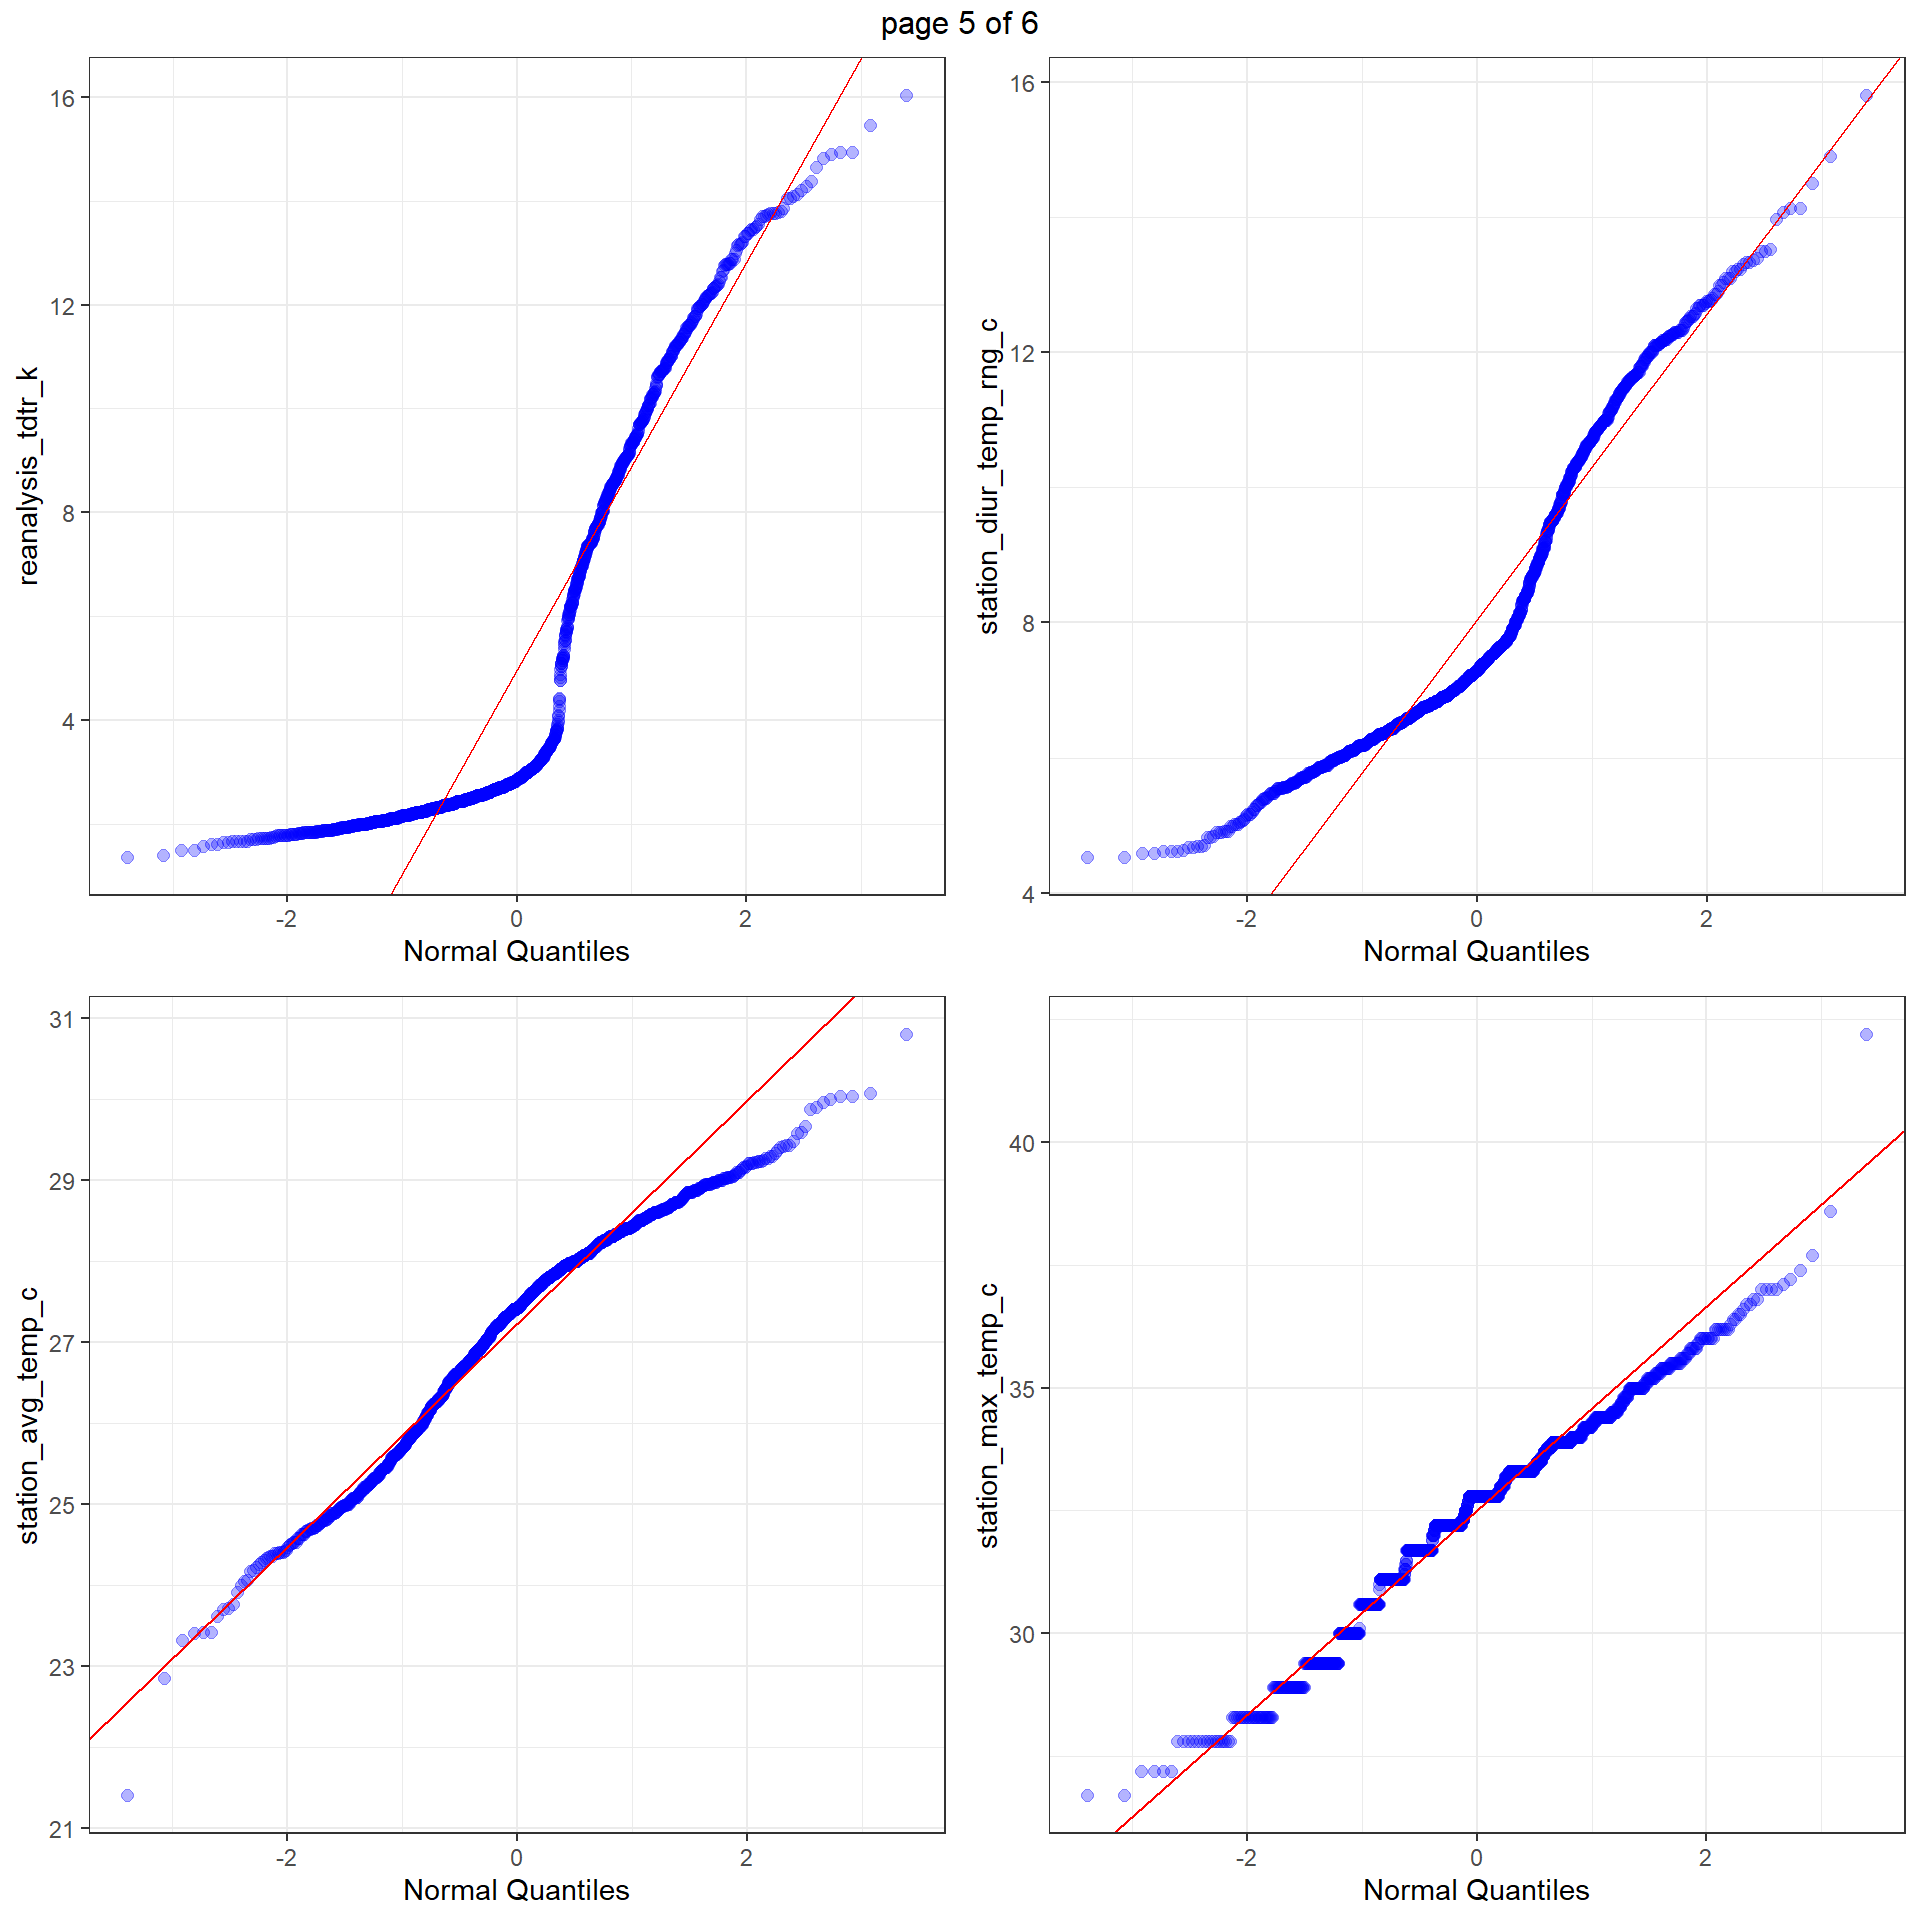 page 5 of 6
reanalysis_tdtr_k
16
12
8
4
-2 0 2
Normal Quantiles
station_diur_temp_rng_c
16
12
8
4
-2 0 2
Normal Quantiles
station_avg_temp_c
31
29
27
25
23
21
-2 0 2
Normal Quantiles
station_max_temp_c
40
35
30
-2 0 2
Normal Quantiles